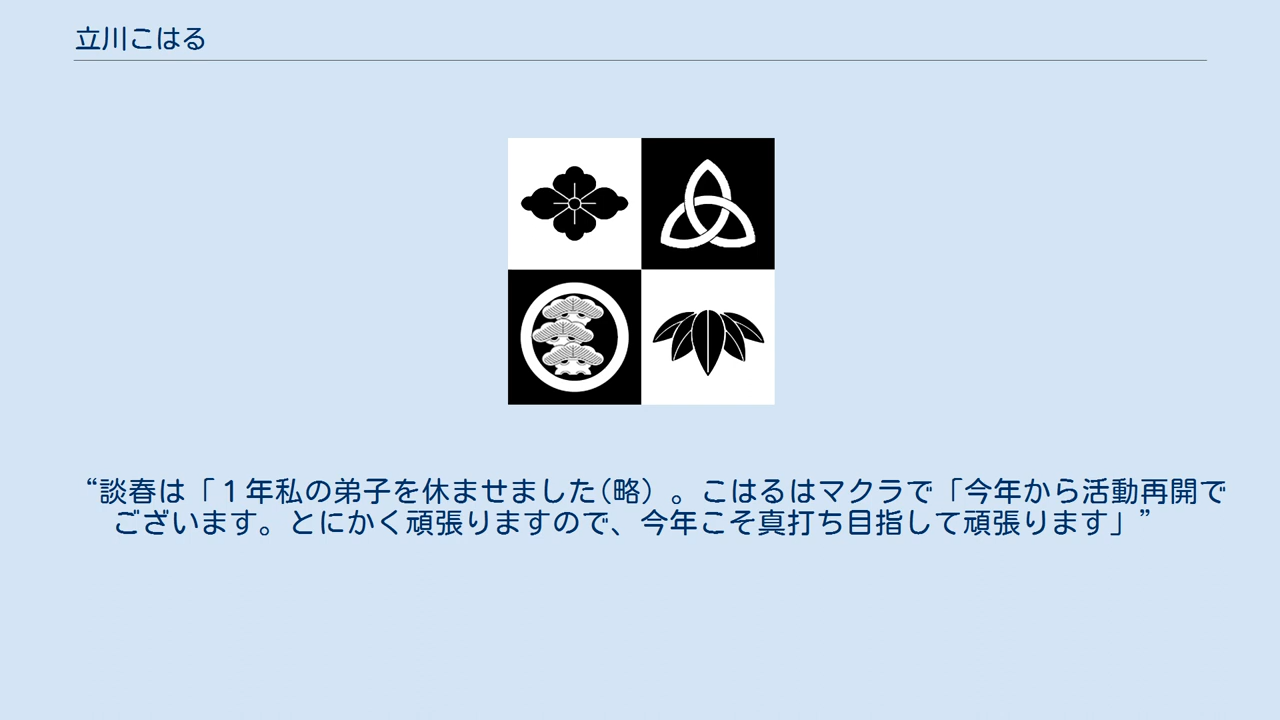 立川こはる
“談春は「１年私の弟子を休ませました(略）。こはるはマクラで「今年から活動再開で
ございます。とにかく頑張りますので、今年こそ真打ち目指して頑張ります」”